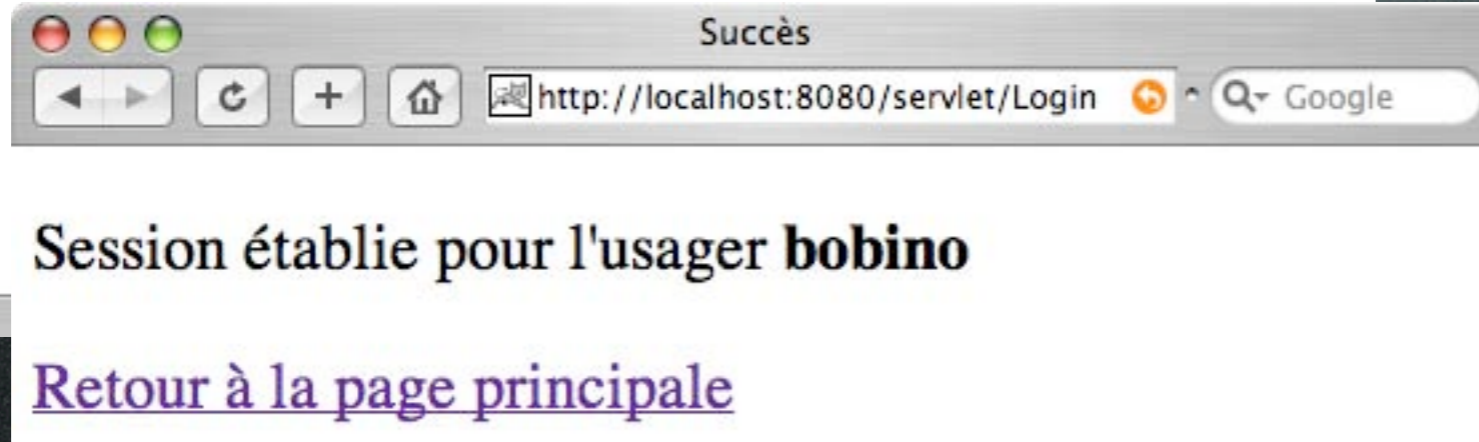 Succès
http://localhost:8080/servlet/Login Google
Session établie pour l'usager bobino
Retour à la page principale